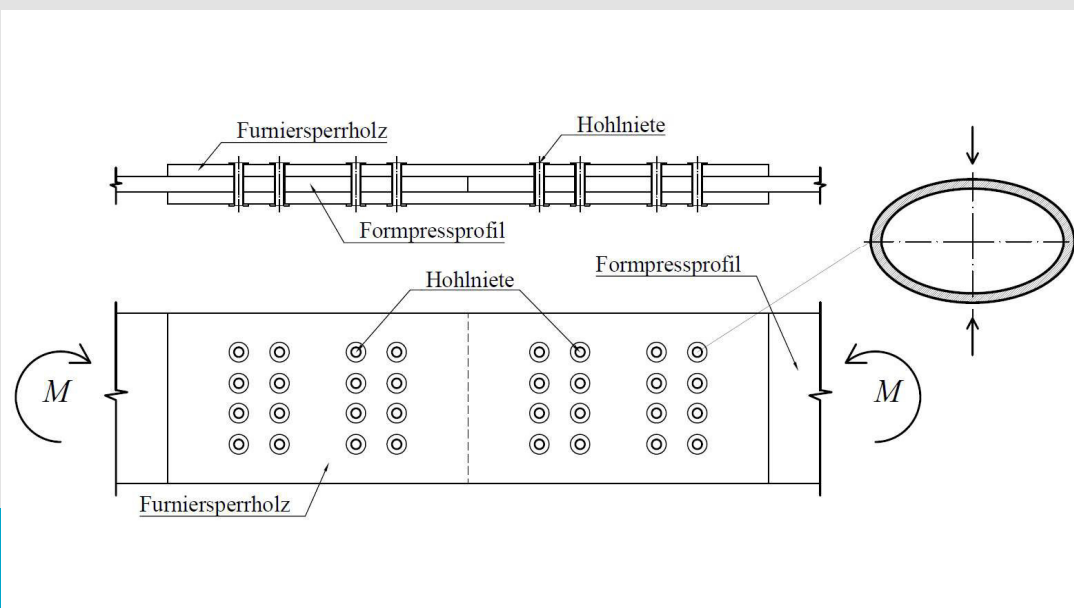 Furniersperrholz
Hohlniete
Formpressprofil
Hohlniete
Formpressprofil
M
M
Furniersperrholz